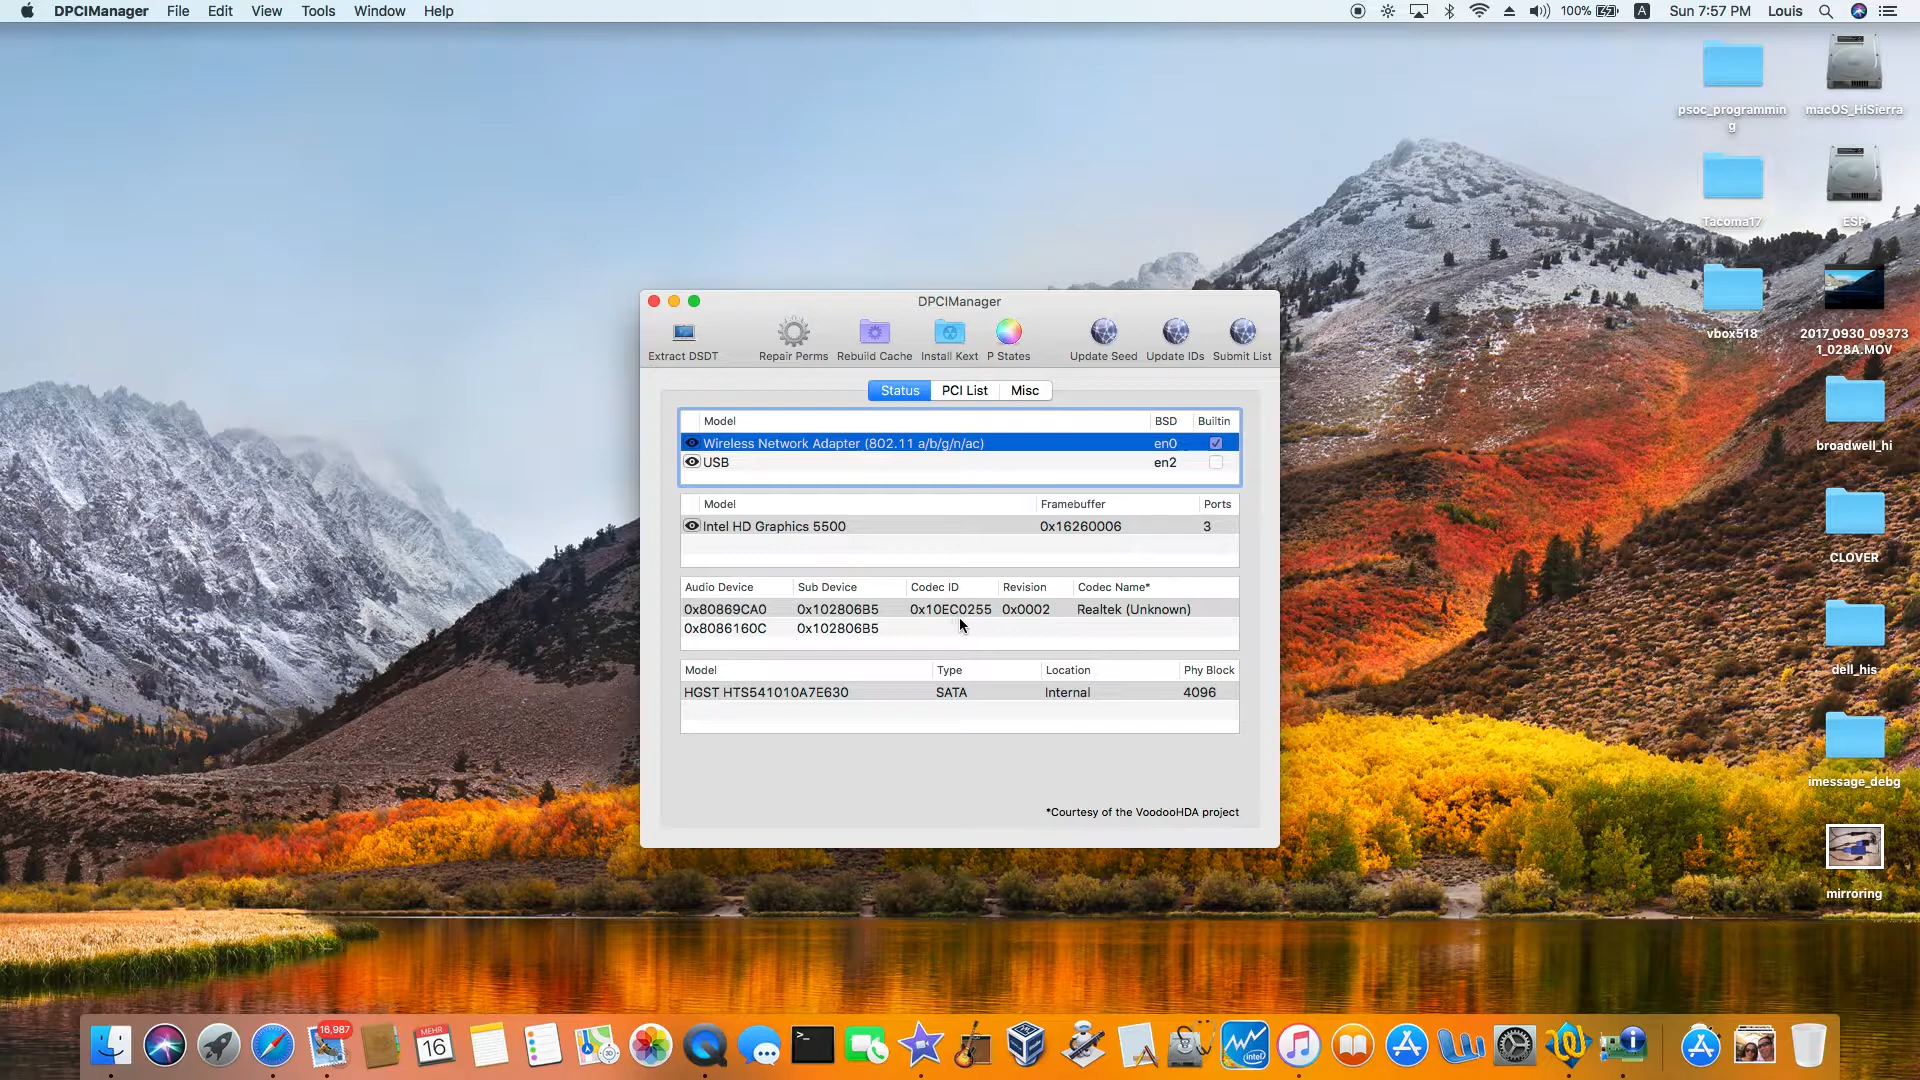 DPCIManager File Edit View Tools Window Help
100% A Sun 7:57 PM Louis
psoc_programmin
g
macOS_HiSierra
Tacoma17
ESP
vbox518
2017_0930_09373
1_028A.MOV
broadwell_hi
CLOVER
dell_his
imessage_debg
mirroring
DPCIManager
Extract DSDT Repair Perms Rebuild Cache Install Kext P States Update Seed Update IDs Submit List
Status PCI List Misc
Model BSD Builtin
Wireless Network Adapter (802.11 a/b/g/n/ac) en0
USB en2
Model Framebuffer Ports
Intel HD Graphics 5500 0x16260006 3
Audio Device Sub Device Codec ID Revision Codec Name*
0x80869CA0 0x102806B5 0x10EC0255 0x0002 Realtek (Unknown)
0x8086160C 0x102806B5
Model Type Location Phy Block
HGST HTS541010A7E630 SATA Internal 4096
*Courtesy of the VoodooHDA project
16,987
MEHR
16
intel